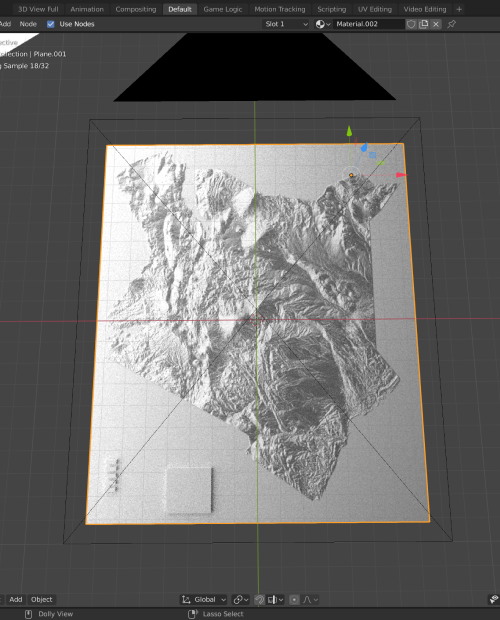 3D View Full Animation Compositing Default Game Logic Motion Tracking Scripting UV Editing Video Editing +
Add Node Use Nodes Slot 1 Material.002
ective
ollection | Plane.001
g Sample 18/32
Add Object Global
Dolly View Lasso Select